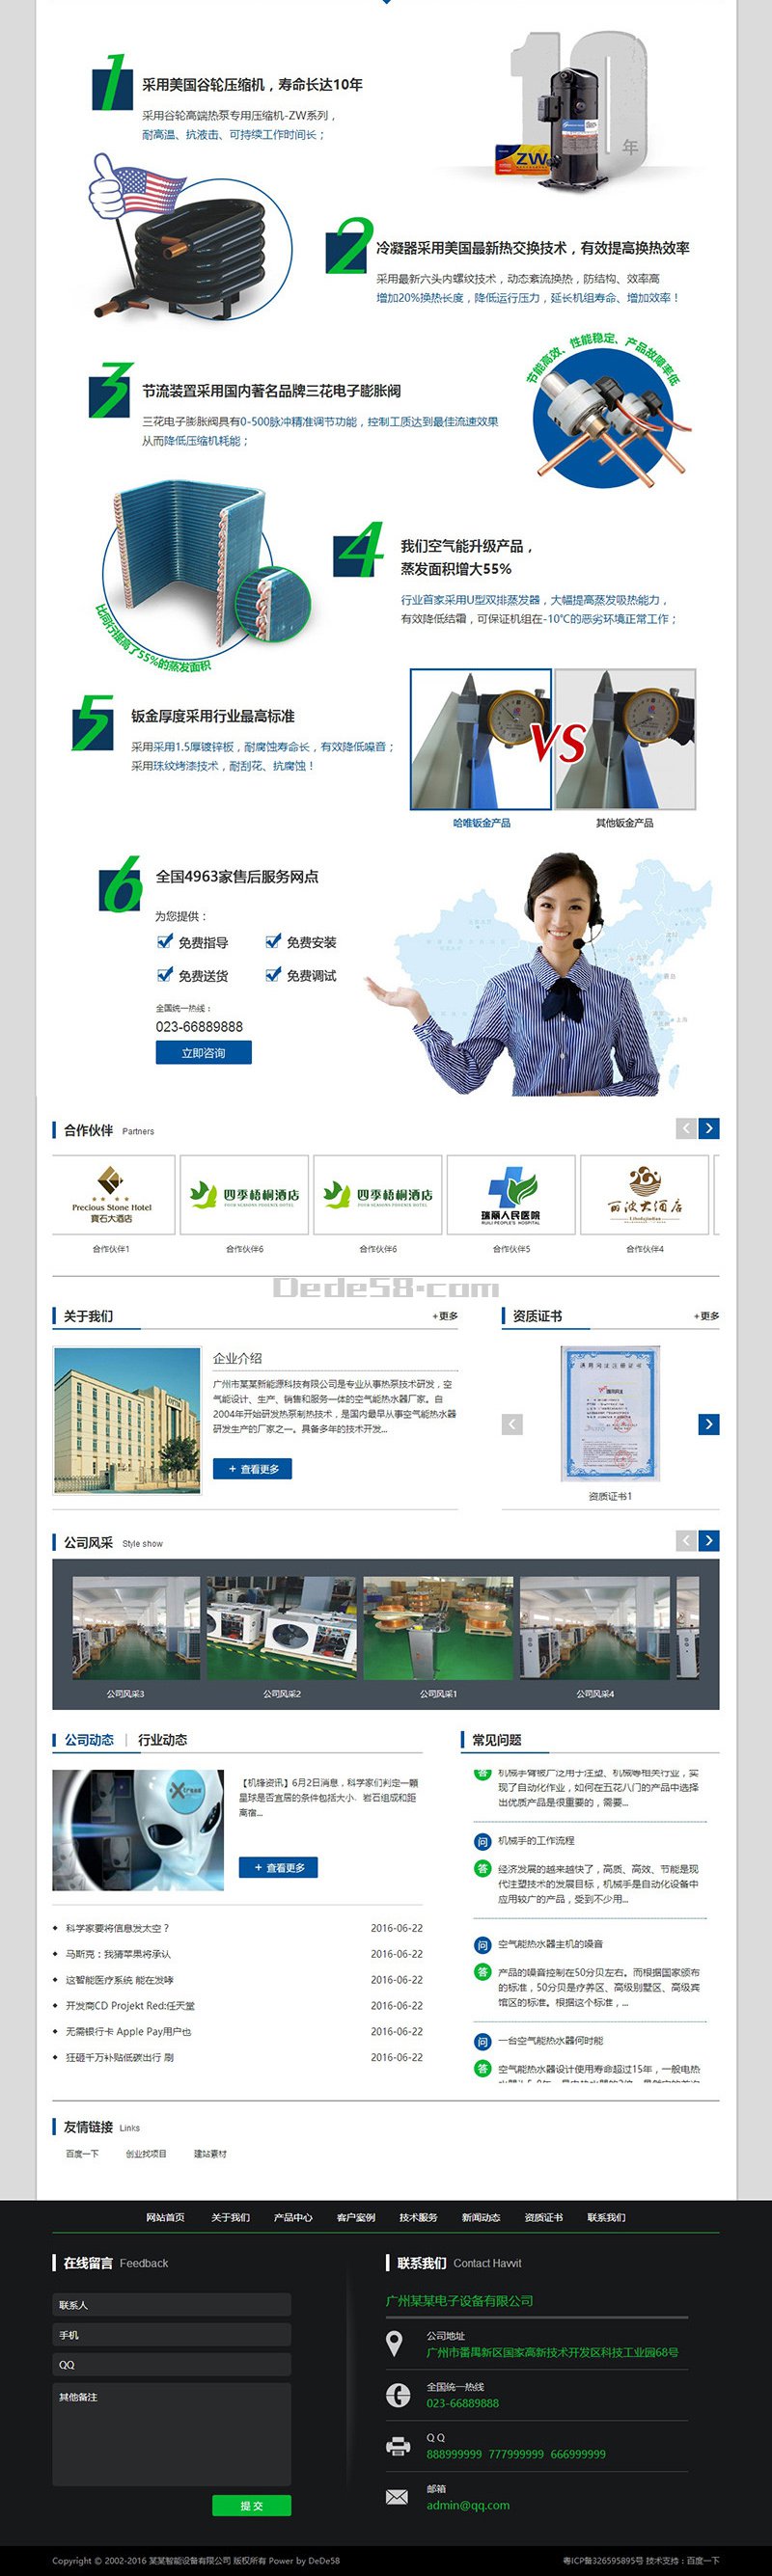 1
采用美国谷轮压缩机，寿命长达10年
采用谷轮高端热泵专用压缩机-ZW系列，
耐高温、抗液击、可持续工作时间长；
10
年
ZW
2
冷凝器采用美国最新热交换技术，有效提高换热效率
采用最新六头内螺纹技术，动态紊流换热，防结构、效率高
增加20%换热长度，降低运行压力，延长机组寿命、增加效率！
3
节流装置采用国内著名品牌三花电子膨胀阀
三花电子膨胀阀具有0-500脉冲精准调节功能，控制工质达到最佳流速效果
从而降低压缩机耗能；
节能高效、性能稳定、产品故障率低
4
我们空气能升级产品，
蒸发面积增大55%
行业首家采用U型双排蒸发器，大幅提高蒸发吸热能力，
有效降低结霜，可保证机组在-10℃的恶劣环境正常工作；
比同行提高了55%的蒸发面积
5
钣金厚度采用行业最高标准
采用采用1.5厚镀锌板，耐腐蚀寿命长，有效降低噪音；
采用珠纹烤漆技术，耐刮花、抗腐蚀！
VS
哈唯钣金产品 其他钣金产品
6
全国4963家售后服务网点
为您提供：
免费指导 免费安装
免费送货 免费调试
全国统一热线：
023-66889888
立即咨询
合作伙伴 Partners
Precious Stone Hotel
寶石大酒店
四季梧桐酒店
FOUR SEASONS PHOENIX HOTEL
四季梧桐酒店
FOUR SEASONS PHOENIX HOTEL
瑞丽人民医院
RUILI PEOPLE'S HOSPITAL
丽波大酒店
合作伙伴1 合作伙伴6 合作伙伴6 合作伙伴5 合作伙伴4
Dede58.com
关于我们 +更多
企业介绍
广州市某某新能源科技有限公司是专业从事热泵技术研发，空
气能设计、生产、销售和服务一体的空气能热水器厂家。自
2004年开始研发热泵制热技术，是国内最早从事空气能热水器
研发生产的厂家之一。具备多年的技术开发...
+ 查看更多
资质证书 +更多
通用网址注册证书
资质证书1
公司风采 Style show
公司风采3 公司风采2 公司风采1 公司风采4
公司动态 | 行业动态
【机锋资讯】6月2日消息，科学家们判定一颗
星球是否宜居的条件包括大小、岩石组成和距
离宿...
+ 查看更多
科学家要将信息发太空？ 2016-06-22
马斯克：我猜苹果将承认 2016-06-22
这智能医疗系统 能在发哮 2016-06-22
开发商CD Projekt Red:任天堂 2016-06-22
无需银行卡 Apple Pay用户也 2016-06-22
狂砸千万补贴低碳出行 刷 2016-06-22
常见问题
答 机械手臂被广泛用于注塑、机械等相关行业，实
现了自动化作业，如何在五花八门的产品中选择
出优质产品是很重要的，需要...
问 机械手的工作流程
答 经济发展的越来越快了，高质、高效、节能是现
代注塑技术的发展目标，机械手是自动化设备中
应用较广的产品，受到不少用...
问 空气能热水器主机的噪音
答 产品的噪音控制在50分贝左右。而根据国家颁布
的标准，50分贝是疗养区、高级别墅区、高级宾
馆区的标准。根据这个标准，...
问 一台空气能热水器何时能
答 空气能热水器设计使用寿命超过15年，一般电热
友情链接 Links
百度一下 创业找项目 建站素材
网站首页 关于我们 产品中心 客户案例 技术服务 新闻动态 资质证书 联系我们
在线留言 Feedback
联系人
手机
QQ
其他备注
提 交
联系我们 Contact Havvit
广州某某电子设备有限公司
公司地址
广州市番禺新区国家高新技术开发区科技工业园68号
全国统一热线
023-66889888
Q Q
888999999 777999999 666999999
邮箱
admin@qq.com
Copyright © 2002-2016 某某智能设备有限公司 版权所有 Power by DeDe58 粤ICP备326595895号 技术支持：百度一下